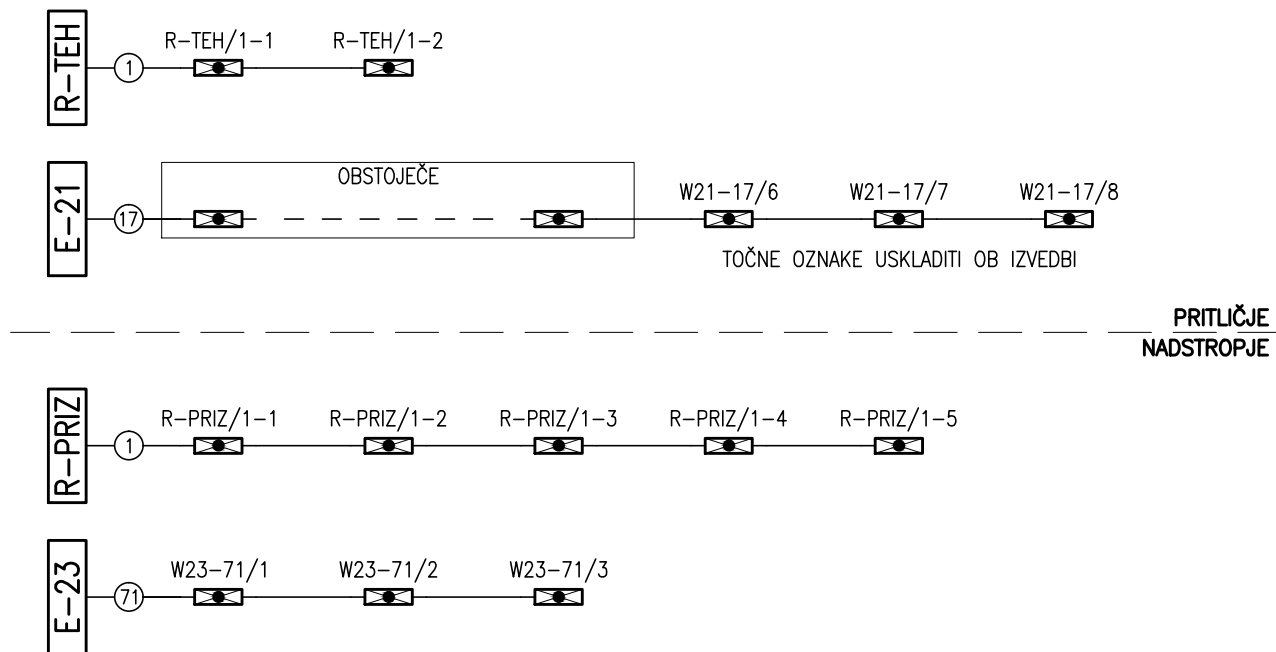 R-TEH
1
R-TEH/1-1
R-TEH/1-2
E-21
17
OBSTOJEČE
W21-17/6
W21-17/7
W21-17/8
TOČNE OZNAKE USKLADITI OB IZVEDBI
PRITLIČJE
NADSTROPJE
R-PRIZ
1
R-PRIZ/1-1
R-PRIZ/1-2
R-PRIZ/1-3
R-PRIZ/1-4
R-PRIZ/1-5
E-23
71
W23-71/1
W23-71/2
W23-71/3